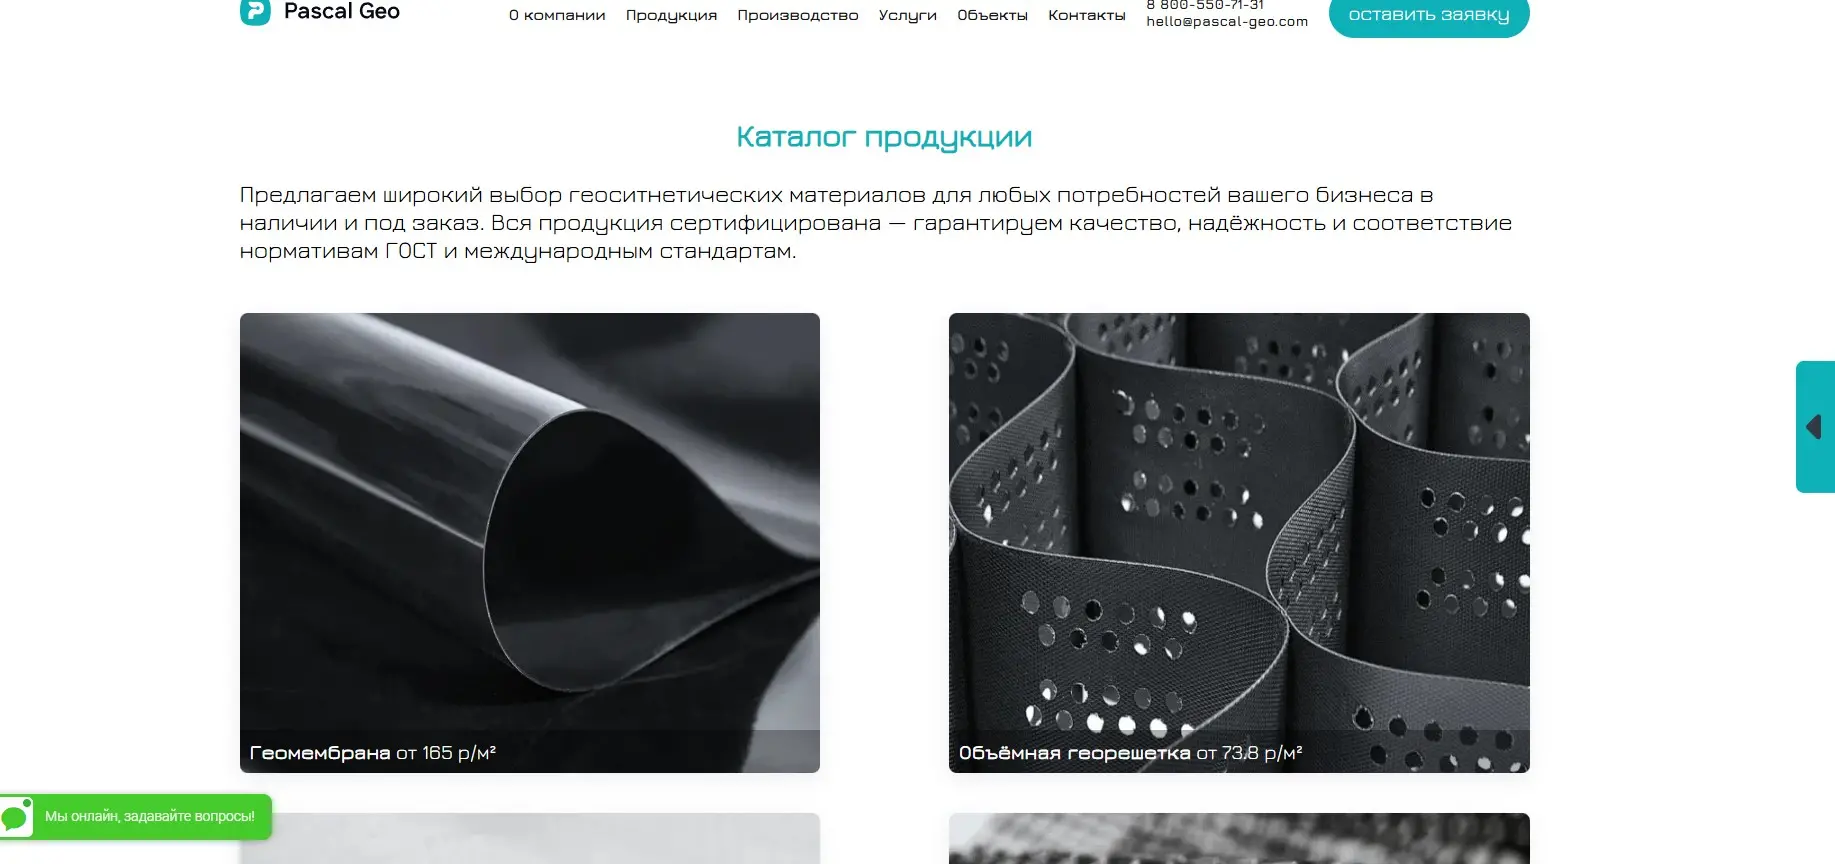 Pascal Geo
О компании Продукция Производство Услуги Объекты Контакты
8 800-550-71-31
hello@pascal-geo.com
оставить заявку
Каталог продукции
Предлагаем широкий выбор геоситнетических материалов для любых потребностей вашего бизнеса в
наличии и под заказ. Вся продукция сертифицирована — гарантируем качество, надёжность и соответствие
нормативам ГОСТ и международным стандартам.
Геомембрана от 165 р/м²
Объёмная георешетка от 73,8 р/м²
Мы онлайн, задавайте вопросы!